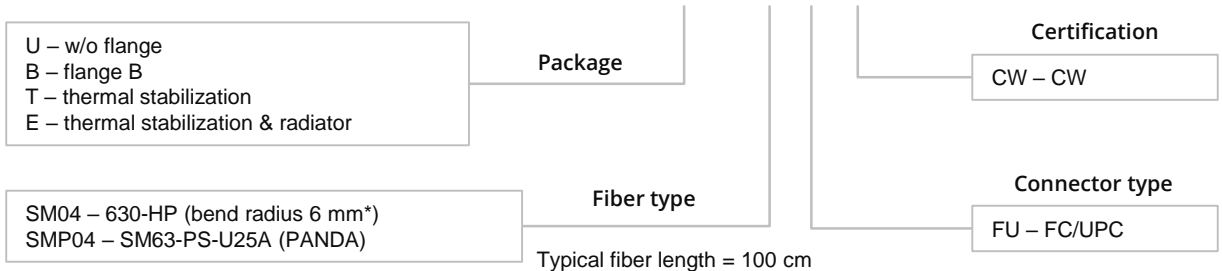 U – w/o flange
B – flange B
T – thermal stabilization
E – thermal stabilization & radiator
Package
Certification
CW – CW
SM04 – 630-HP (bend radius 6 mm*)
SMP04 – SM63-PS-U25A (PANDA)
Fiber type
Typical fiber length = 100 cm
Connector type
FU – FC/UPC